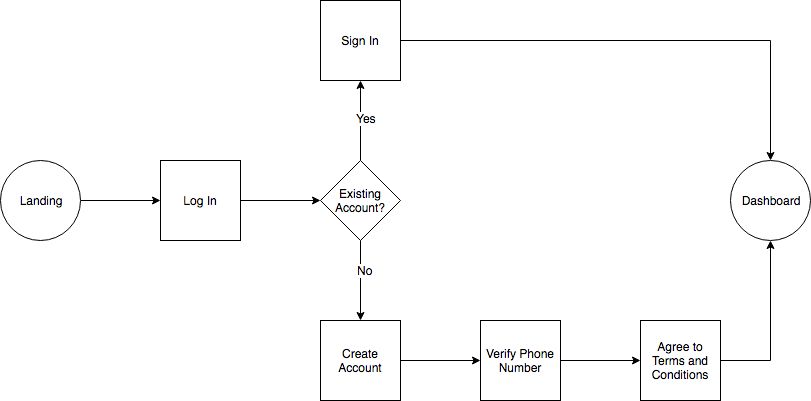 Sign In
Yes
Landing
Log In
Existing
Account?
Dashboard
No
Create
Account
Verify Phone
Number
Agree to
Terms and
Conditions